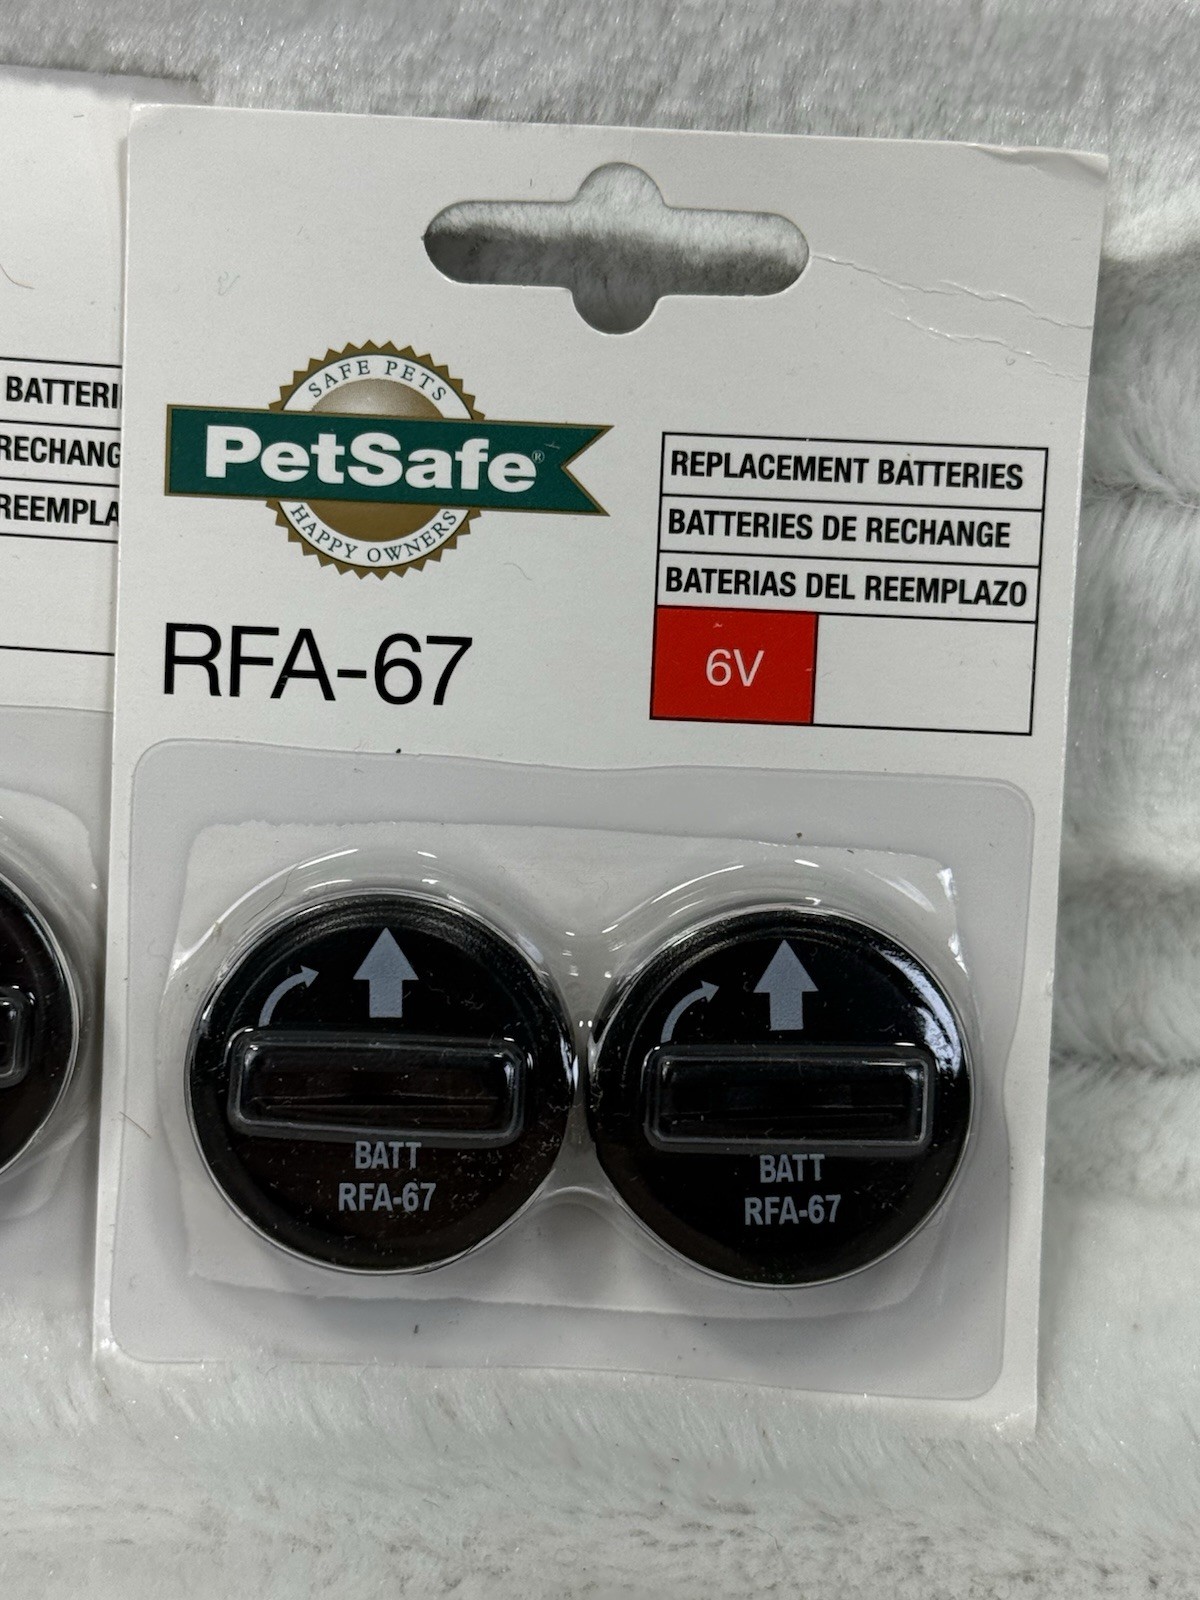 SAFE PETS
PetSafe®
HAPPY OWNERS
RFA-67
REPLACEMENT BATTERIES
BATTERIES DE RECHANGE
BATERIAS DEL REEMPLAZO
6V
BATT
RFA-67
BATT
RFA-67
BATTERI
RECHANG
REEMPLA